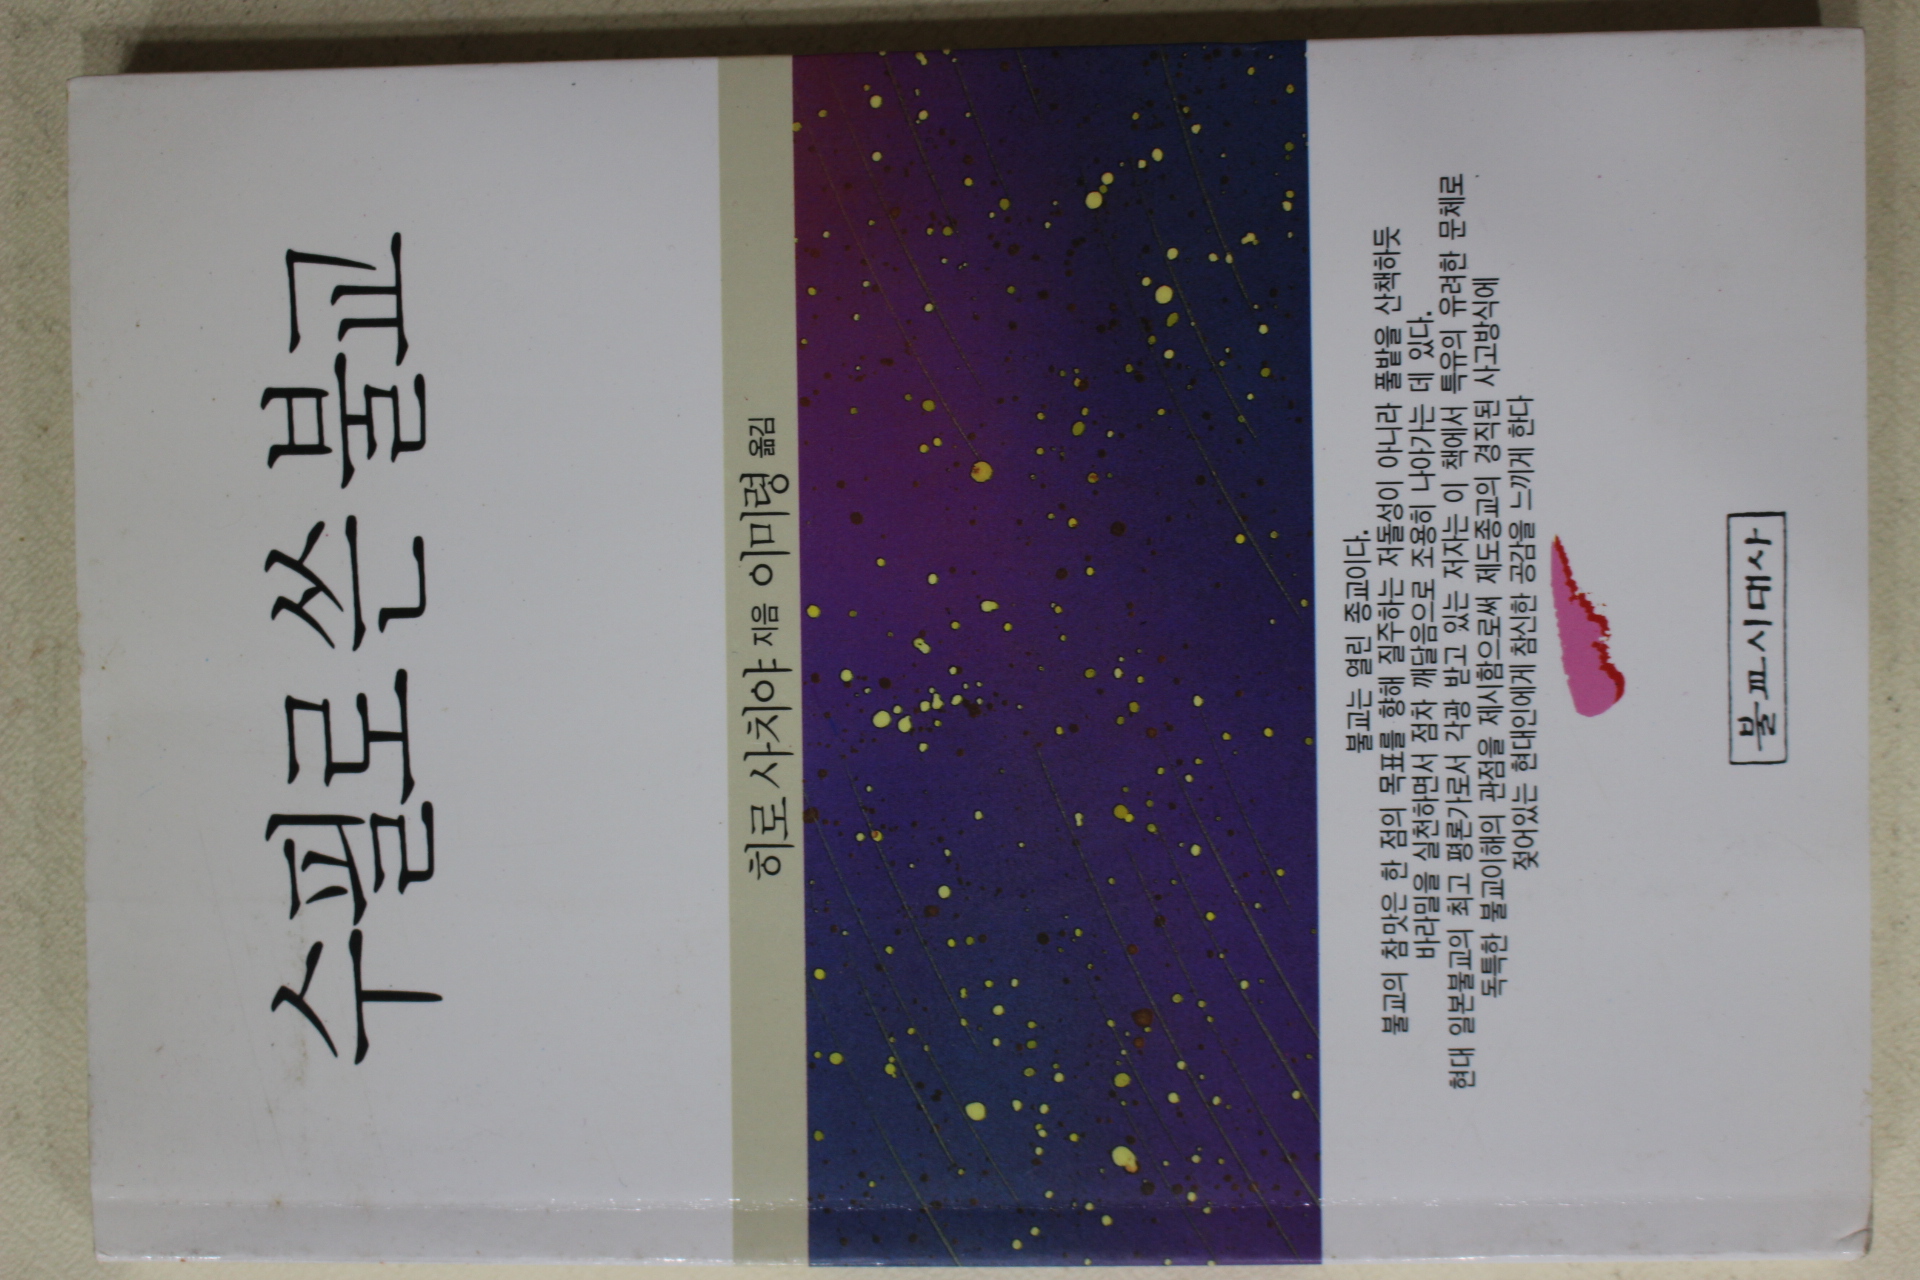 수필로 쓴 불교
히로 사치야 지음 이미령 옮김
불교는 열린 종교이다.
불교의 참맛은 한 점의 목표를 향해 질주하는 저돌성이 아니라 풀밭을 산책하듯
바라밀을 실천하면서 점차 깨달음으로 조용히 나아가는 데 있다.
현대 일본불교의 최고 평론가로서 각광 받고 있는 저자는 이 책에서 특유의 유려한 문체로
독특한 불교이해의 관점을 제시함으로써 제도종교의 경직된 사고방식에
젖어있는 현대인에게 참신한 공감을 느끼게 한다
불교시대사